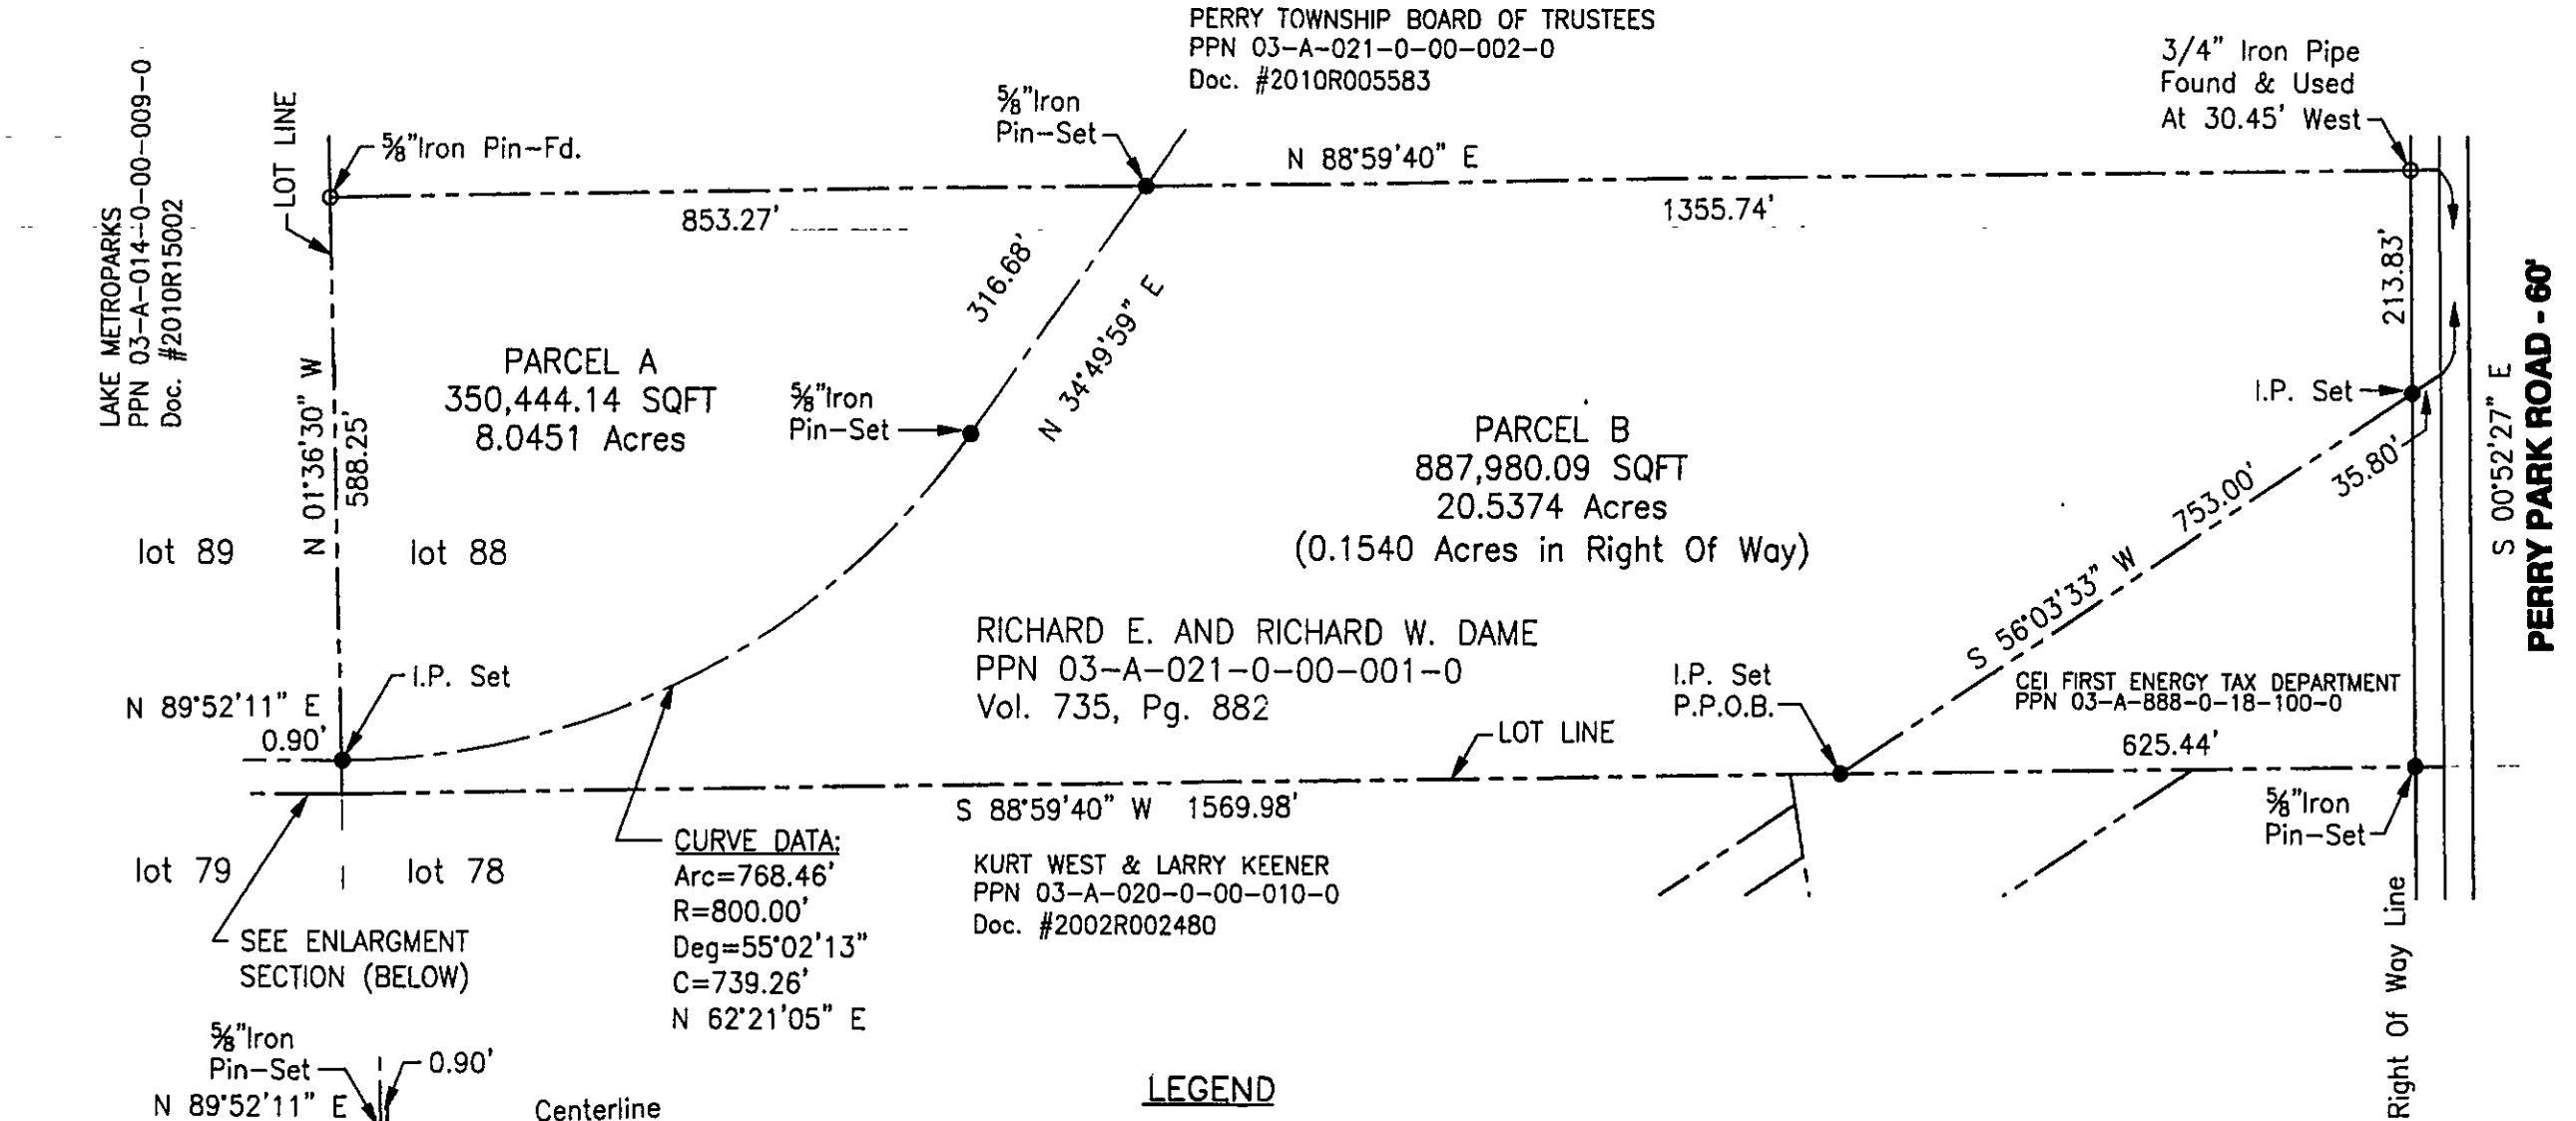 PERRY TOWNSHIP BOARD OF TRUSTEES
PPN 03-A-021-0-00-002-0
Doc. #2010R005583
3/4" Iron Pipe
Found & Used
At 30.45' West
LAKE METROPARKS
PPN 03-A-014-0-00-009-0
Doc. #2010R15002
LOT LINE
5/8"Iron Pin-Fd.
5/8"Iron
Pin-Set
N 88°59'40" E
853.27'
1355.74'
316.68'
N 34°49'59" E
213.83'
PERRY PARK ROAD - 60'
S 00°52'27" E
N 01°36'30" W
588.25'
PARCEL A
350,444.14 SQFT
8.0451 Acres
5/8"Iron
Pin-Set
I.P. Set
35.80'
PARCEL B
887,980.09 SQFT
20.5374 Acres
(0.1540 Acres in Right Of Way)
753.00'
S 56°03'33" W
lot 89
lot 88
RICHARD E. AND RICHARD W. DAME
PPN 03-A-021-0-00-001-0
Vol. 735, Pg. 882
I.P. Set
N 89°52'11" E
0.90'
I.P. Set
P.P.O.B.
CEI FIRST ENERGY TAX DEPARTMENT
PPN 03-A-888-0-18-100-0
LOT LINE
625.44'
S 88°59'40" W 1569.98'
5/8"Iron
Pin-Set
lot 79
lot 78
CURVE DATA:
Arc=768.46'
R=800.00'
Deg=55°02'13"
C=739.26'
N 62°21'05" E
KURT WEST & LARRY KEENER
PPN 03-A-020-0-00-010-0
Doc. #2002R002480
SEE ENLARGMENT
SECTION (BELOW)
Right Of Way Line
5/8"Iron
Pin-Set
0.90'
N 89°52'11" E
Centerline
LEGEND